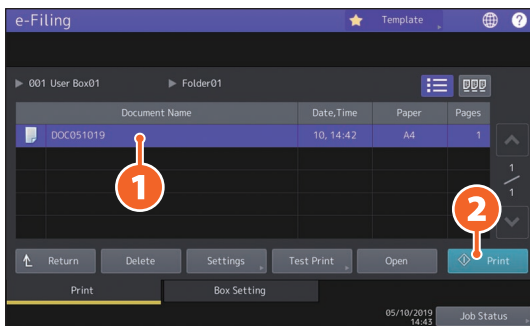 e-Filing Template ?
001 User Box01 Folder01
Document Name Date,Time Paper Pages
DOC051019 10, 14:42 A4 1
1
1
1
2
Return Delete Settings Test Print Open Print
Print Box Setting
05/10/2019
14:43
Job Status